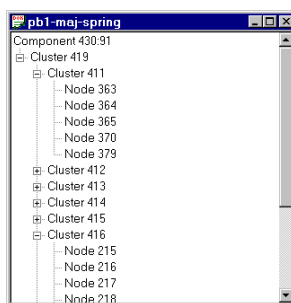 pb1-maj-spring
Component 430:91
Cluster 419
Cluster 411
Node 363
Node 364
Node 365
Node 370
Node 379
Cluster 412
Cluster 413
Cluster 414
Cluster 415
Cluster 416
Node 215
Node 216
Node 217
Node 218